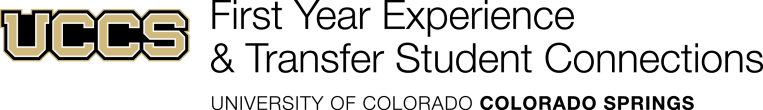 UCCS
First Year Experience
& Transfer Student Connections
UNIVERSITY OF COLORADO COLORADO SPRINGS